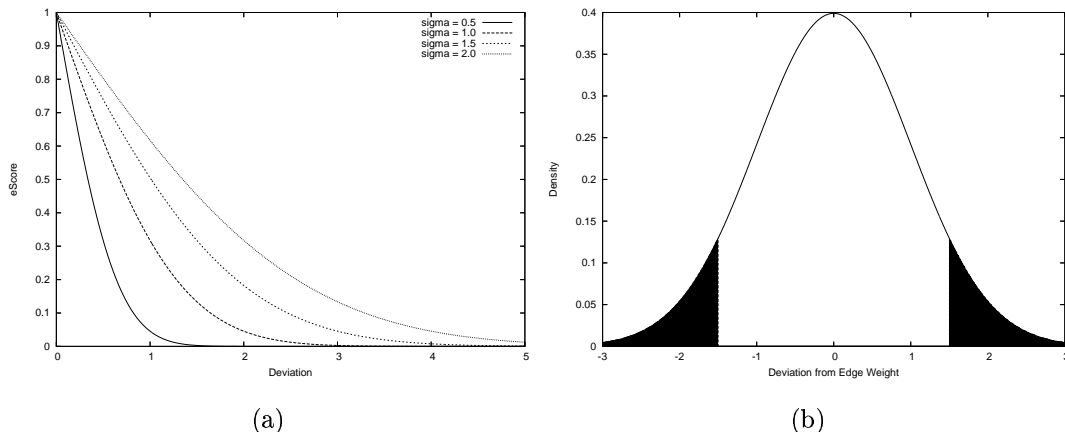 1
0.9
0.8
0.7
0.6
0.5
0.4
0.3
0.2
0.1
0
0 1 2 3 4 5
eScore
Deviation
sigma = 0.5
sigma = 1.0
sigma = 1.5
sigma = 2.0
(a)
0.4
0.35
0.3
0.25
0.2
0.15
0.1
0.05
0
-3 -2 -1 0 1 2 3
Density
Deviation from Edge Weight
(b)